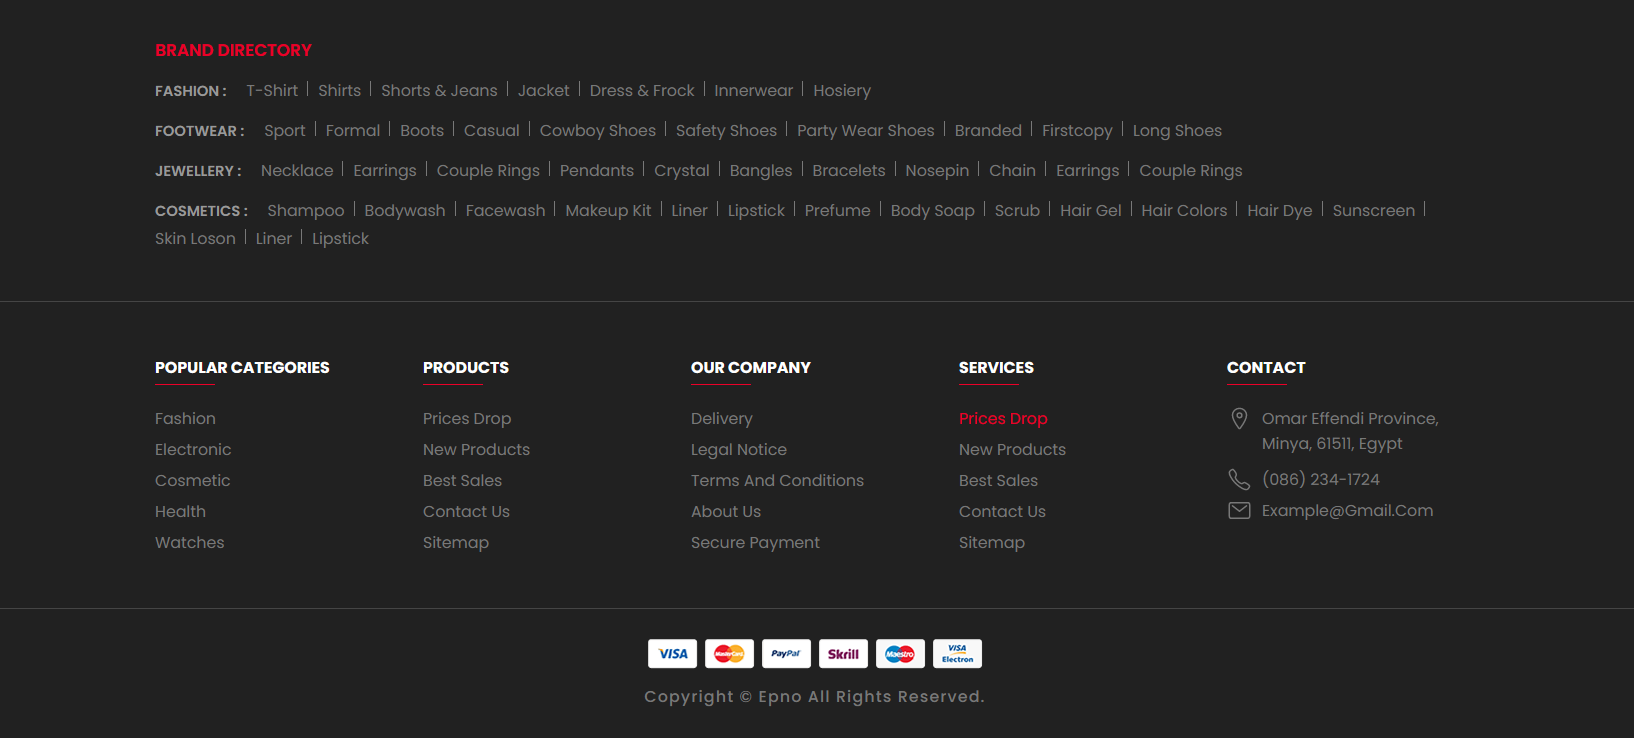 BRAND DIRECTORY
FASHION : T-Shirt | Shirts | Shorts & Jeans | Jacket | Dress & Frock | Innerwear | Hosiery
FOOTWEAR : Sport | Formal | Boots | Casual | Cowboy Shoes | Safety Shoes | Party Wear Shoes | Branded | Firstcopy | Long Shoes
JEWELLERY : Necklace | Earrings | Couple Rings | Pendants | Crystal | Bangles | Bracelets | Nosepin | Chain | Earrings | Couple Rings
COSMETICS : Shampoo | Bodywash | Facewash | Makeup Kit | Liner | Lipstick | Prefume | Body Soap | Scrub | Hair Gel | Hair Colors | Hair Dye | Sunscreen |
Skin Loson | Liner | Lipstick
POPULAR CATEGORIES
Fashion
Electronic
Cosmetic
Health
Watches
PRODUCTS
Prices Drop
New Products
Best Sales
Contact Us
Sitemap
OUR COMPANY
Delivery
Legal Notice
Terms And Conditions
About Us
Secure Payment
SERVICES
Prices Drop
New Products
Best Sales
Contact Us
Sitemap
CONTACT
Omar Effendi Province,
Minya, 61511, Egypt
(086) 234-1724
Example@Gmail.Com
VISA MasterCard PayPal Skrill Maestro VISA
Electron
Copyright © Epno All Rights Reserved.